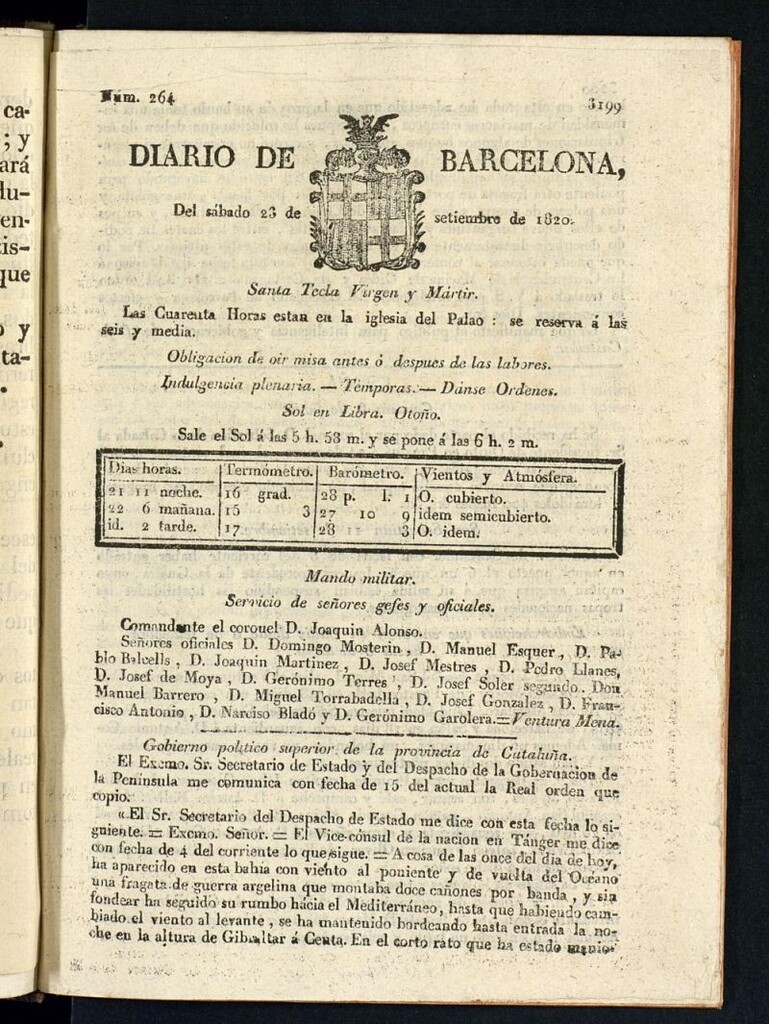 ca-
; y
ará
du-
en-
tis-
que
o y
ta-
Núm. 264
3199
DIARIO DE BARCELONA,
Del sábado 23 de setiembre de 1820.
Santa Tecla Virgen y Mártir.
Las Cuarenta Horas estan en la iglesia del Palao : se reserva á las
seis y media.
Obligacion de oir misa antes ó despues de las labores.
Indulgencia plenaria. — Témporas. — Danse Ordenes.
Sol en Libra. Otoño.
Sale el Sol á las 5 h. 58 m. y se pone á las 6 h. 2 m.
Dias horas. Termómetro. Barómetro. Vientos y Atmósfera.
21 11 noche. 16 grad. 28 p. l. 1 O. cubierto.
22 6 mañana. 15 3 27 10 9 idem semicubierto.
id. 2 tarde. 17 28 3 O. idem.
Mando militar.
Servicio de señores gefes y oficiales.
Comandante el coronel D. Joaquin Alonso.
Señores oficiales D. Domingo Mosterin , D. Manuel Esquer , D. Pa-
blo Balcells , D. Joaquin Martinez , D. Josef Mestres , D. Pedro Llanes,
D. Josef de Moya , D. Gerónimo Terres , D. Josef Soler segundo. Don
Manuel Barrero , D. Miguel Torrabadella , D. Josef Gonzalez , D. Fran-
cisco Antonio , D. Narciso Bladó y D. Gerónimo Garolera.=Ventura Mena.
Gobierno político superior de la provincia de Cataluña.
El Excmo. Sr. Secretario de Estado y del Despacho de la Gobernacion de
la Península me comunica con fecha de 15 del actual la Real orden que
copio.
« El Sr. Secretario del Despacho de Estado me dice con esta fecha lo si-
guiente. = Excmo. Señor. = El Vice-cónsul de la nacion en Tánger me dice
con fecha de 4 del corriente lo que sigue. = A cosa de las once del dia de hoy,
ha aparecido en esta bahia con viento al poniente y de vuelta del Océano
una fragata de guerra argelina que montaba doce cañones por banda , y sin
fondear ha seguido su rumbo hácia el Mediterráneo, hasta que habiendo cam-
biado el viento al levante , se ha mantenido bordeando hasta entrada la no-
che en la altura de Gibraltar á Ceuta. En el corto rato que ha estado manio-